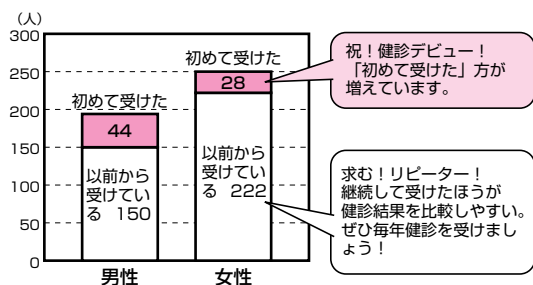 (人)
300
250
200
150
100
50
0
初めて受けた
44
以前から
受けてい
る 150
男性
初めて受けた
28
以前から
受けてい
る 222
女性
祝！健診デビュー！
「初めて受けた」方が
増えています。
求む！リピーター！
継続して受けたほうが
健診結果を比較しやすい。
ぜひ毎年健診を受けまし
ょう！